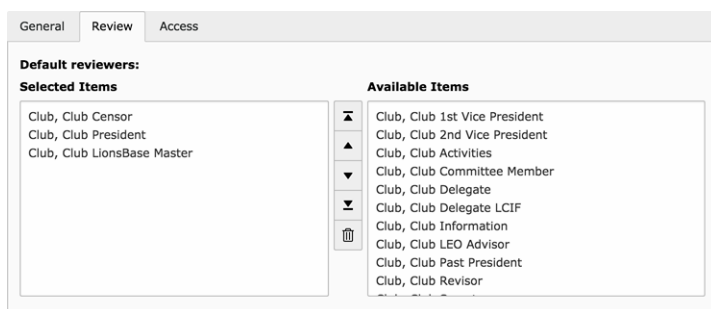 General Review Access
Default reviewers:
Selected Items Available Items
Club, Club Censor
Club, Club President
Club, Club LionsBase Master
Club, Club 1st Vice President
Club, Club 2nd Vice President
Club, Club Activities
Club, Club Committee Member
Club, Club Delegate
Club, Club Delegate LCIF
Club, Club Information
Club, Club LEO Advisor
Club, Club Past President
Club, Club Revisor